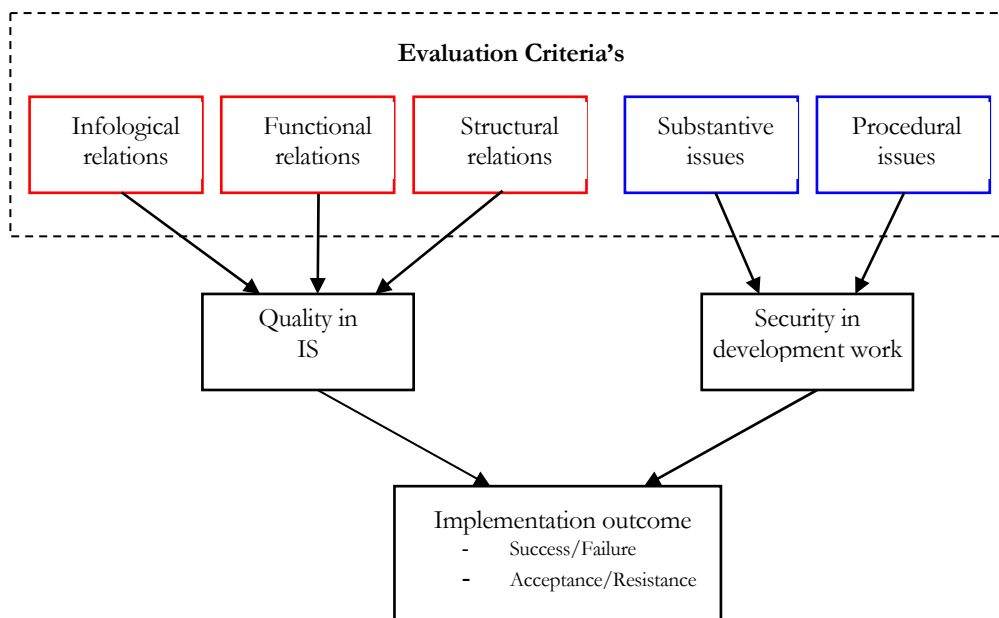 Evaluation Criteria's
Infological
relations
Functional
relations
Structural
relations
Substantive
issues
Procedural
issues
Quality in
IS
Security in
development work
Implementation outcome
- Success/Failure
- Acceptance/Resistance